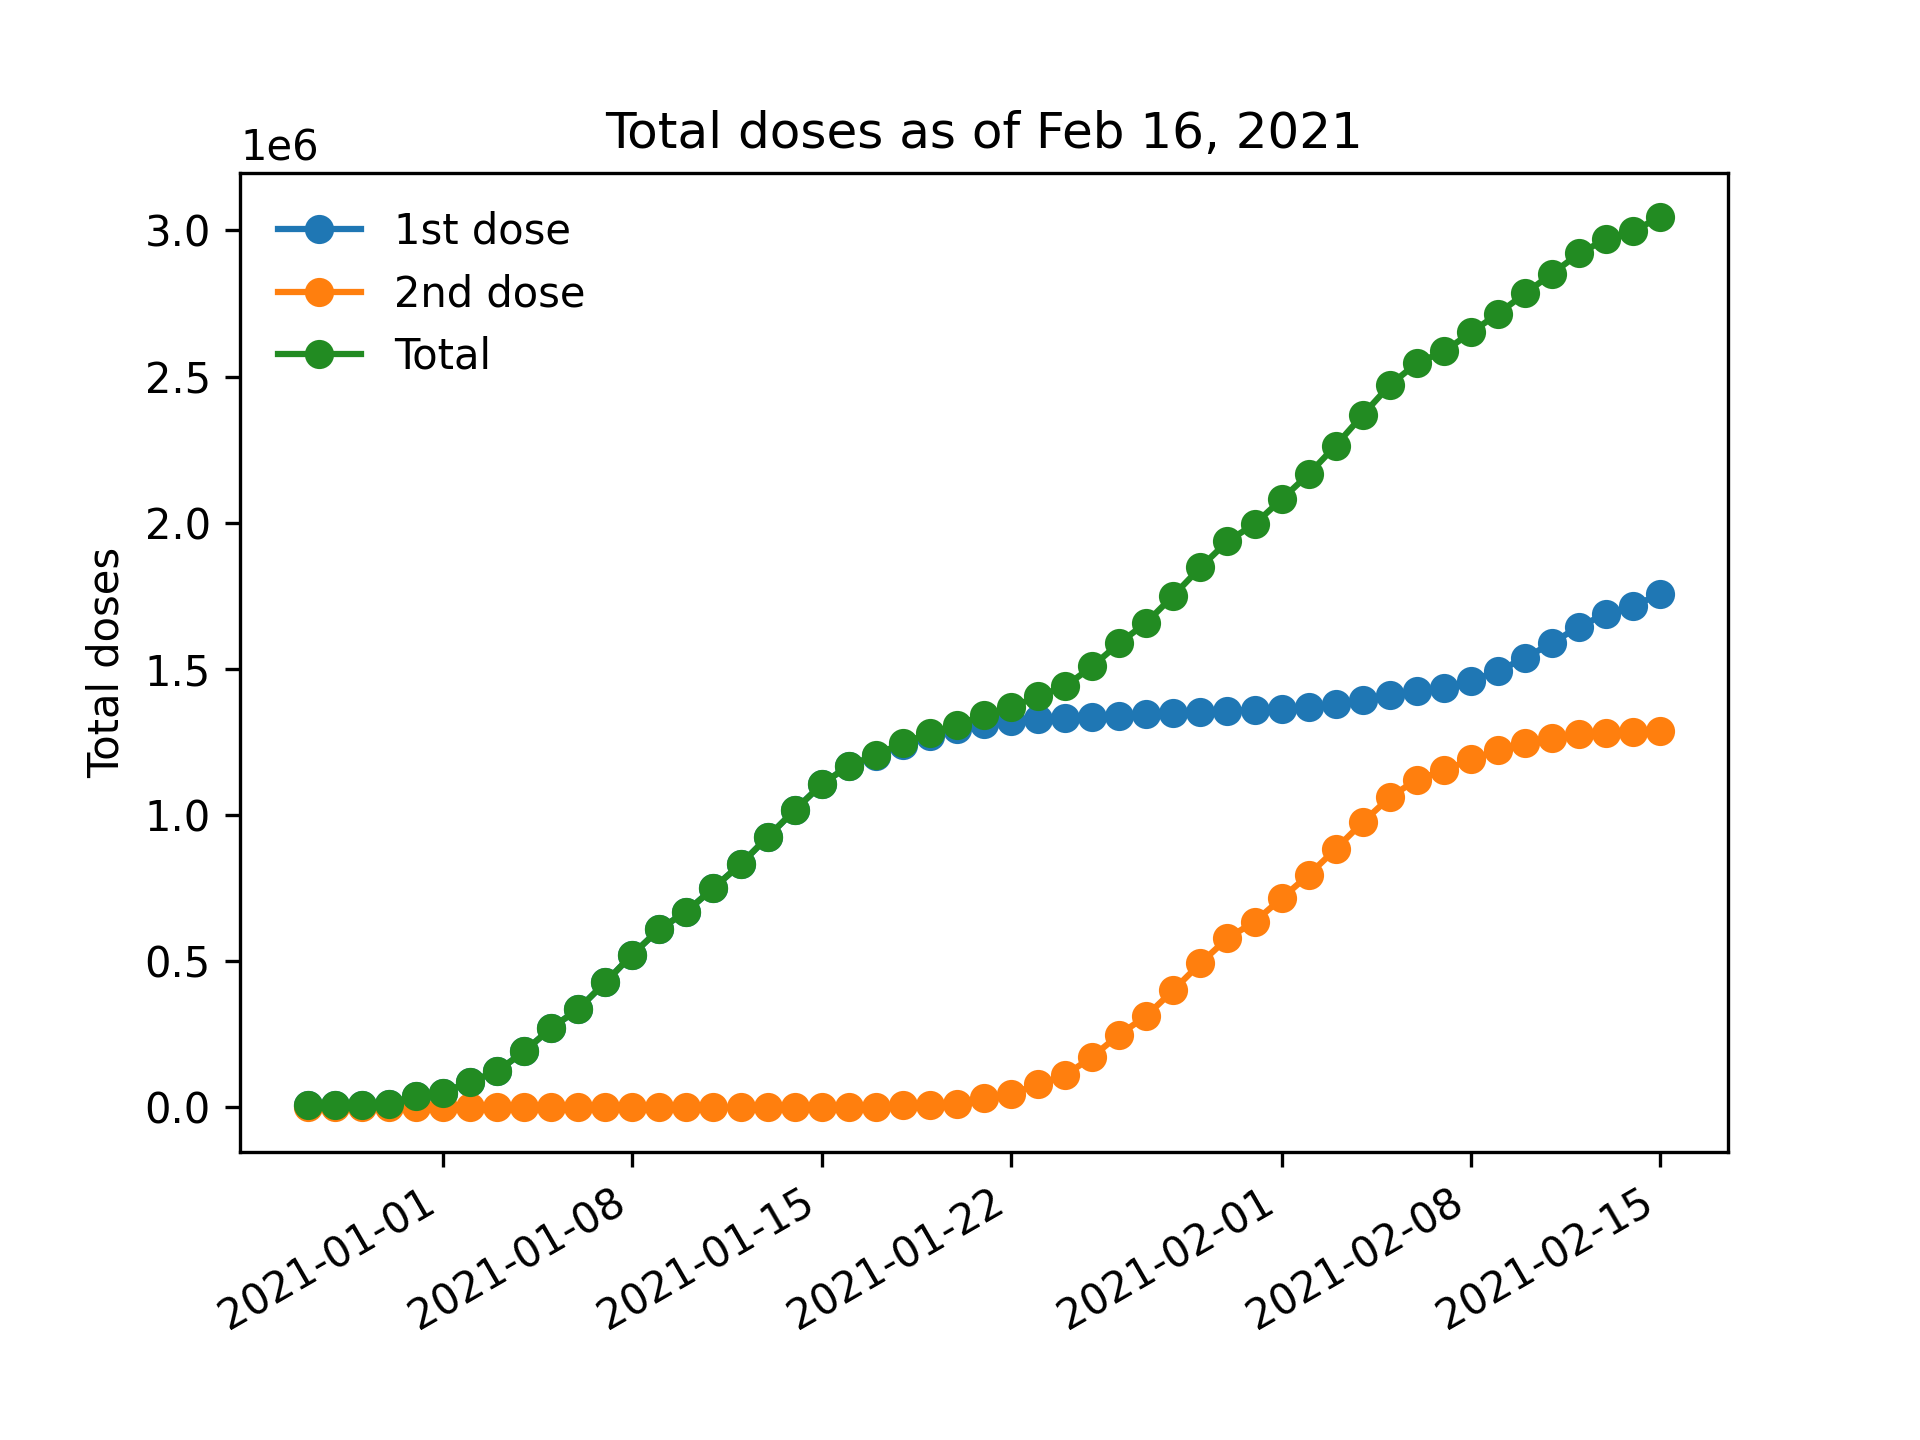 Total doses as of Feb 16, 2021
1e6
1st dose
2nd dose
Total
Total doses
3.0
2.5
2.0
1.5
1.0
0.5
0.0
2021-01-01
2021-01-08
2021-01-15
2021-01-22
2021-02-01
2021-02-08
2021-02-15